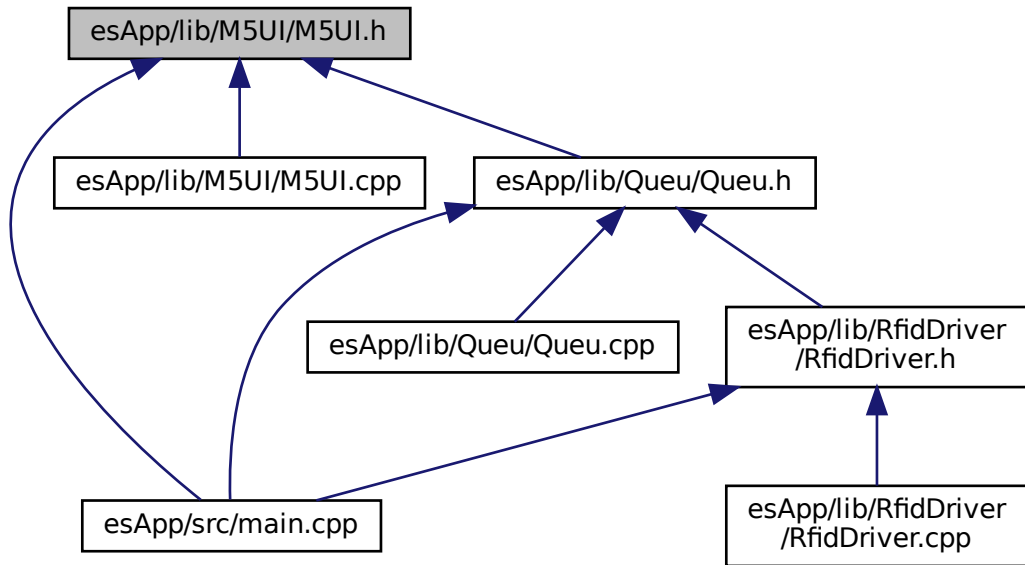 esApp/lib/M5UI/M5UI.h
esApp/lib/M5UI/M5UI.cpp
esApp/lib/Queu/Queu.h
esApp/lib/Queu/Queu.cpp
esApp/lib/RfidDriver
/RfidDriver.h
esApp/src/main.cpp
esApp/lib/RfidDriver
/RfidDriver.cpp